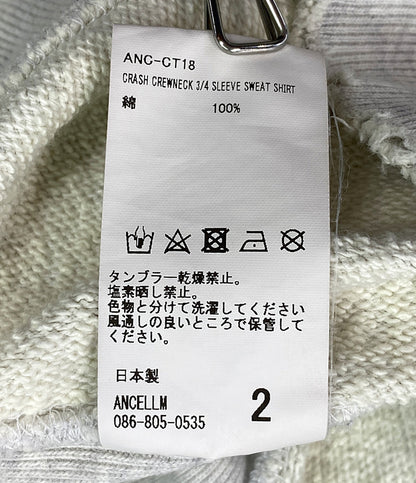 ANC-CT18
CRASH CREWNECK 3/4 SLEEVE SWEAT SHIRT
綿 100%
タンブラー乾燥禁止。
塩素晒し禁止。
色物と分けて洗濯してください
風通しの良いところで保管して
ください
日本製
ANCELLM
086-805-0535
2